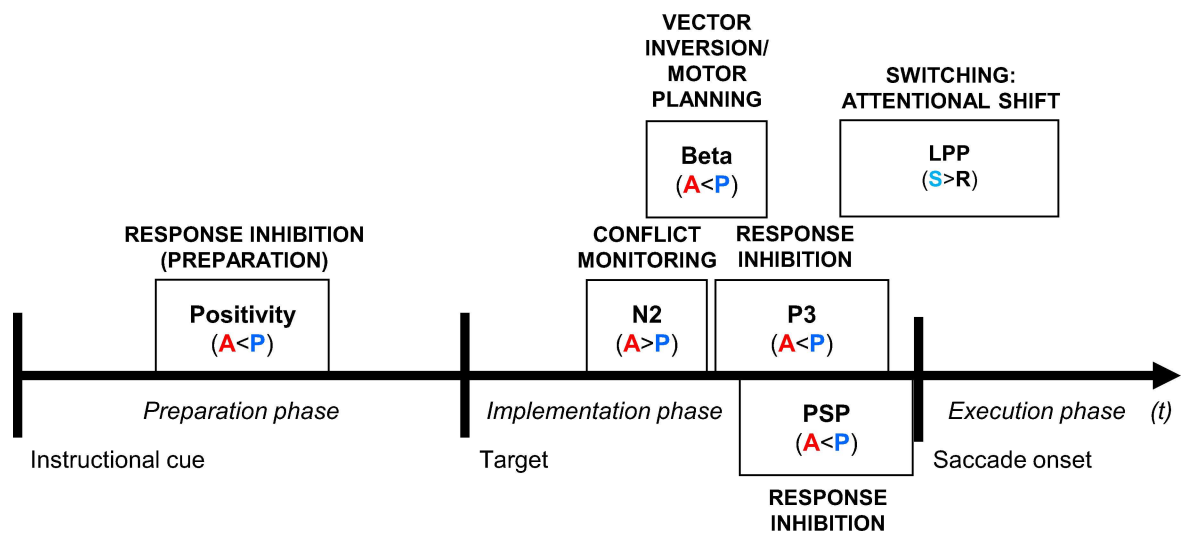 VECTOR
INVERSION/
MOTOR
PLANNING
Beta
(A<P)
SWITCHING:
ATTENTIONAL SHIFT
LPP
(S>R)
RESPONSE INHIBITION
(PREPARATION)
Positivity
(A<P)
CONFLICT
MONITORING
N2
(A>P)
RESPONSE
INHIBITION
P3
(A<P)
Preparation phase
Implementation phase
Execution phase (t)
PSP
(A<P)
RESPONSE
INHIBITION
Instructional cue
Target
Saccade onset